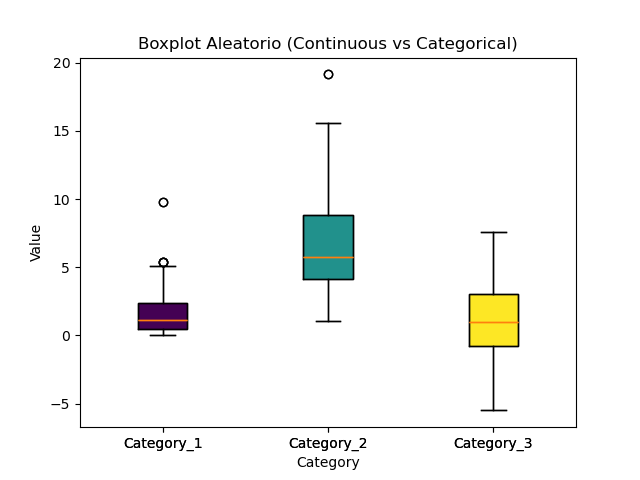 Boxplot Aleatorio (Continuous vs Categorical)
20
15
10
5
0
−5
Value
Category_1
Category_2
Category_3
Category